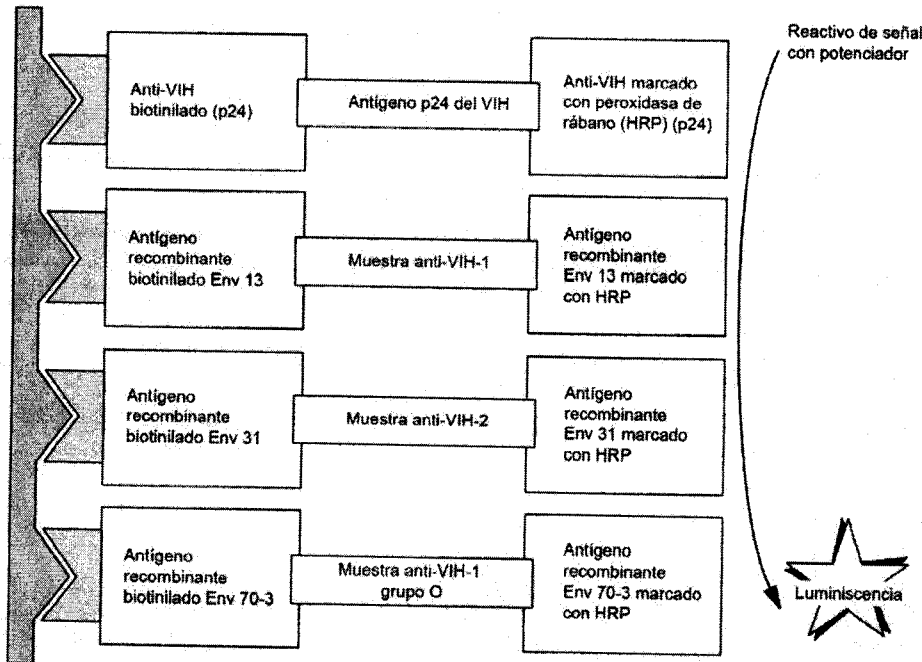 Reactivo de señal
con potenciador
Anti-VIH
biotinilado (p24)
Antígeno p24 del VIH
Anti-VIH marcado
con peroxidasa de
rábano (HRP) (p24)
Antígeno
recombinante
biotinilado Env 13
Muestra anti-VIH-1
Antígeno
recombinante
Env 13 marcado
con HRP
Antígeno
recombinante
biotinilado Env 31
Muestra anti-VIH-2
Antígeno
recombinante
Env 31 marcado
con HRP
Antígeno
recombinante
biotinilado Env 70-3
Muestra anti-VIH-1
grupo O
Antígeno
recombinante
Env 70-3 marcado
con HRP
Luminiscencia